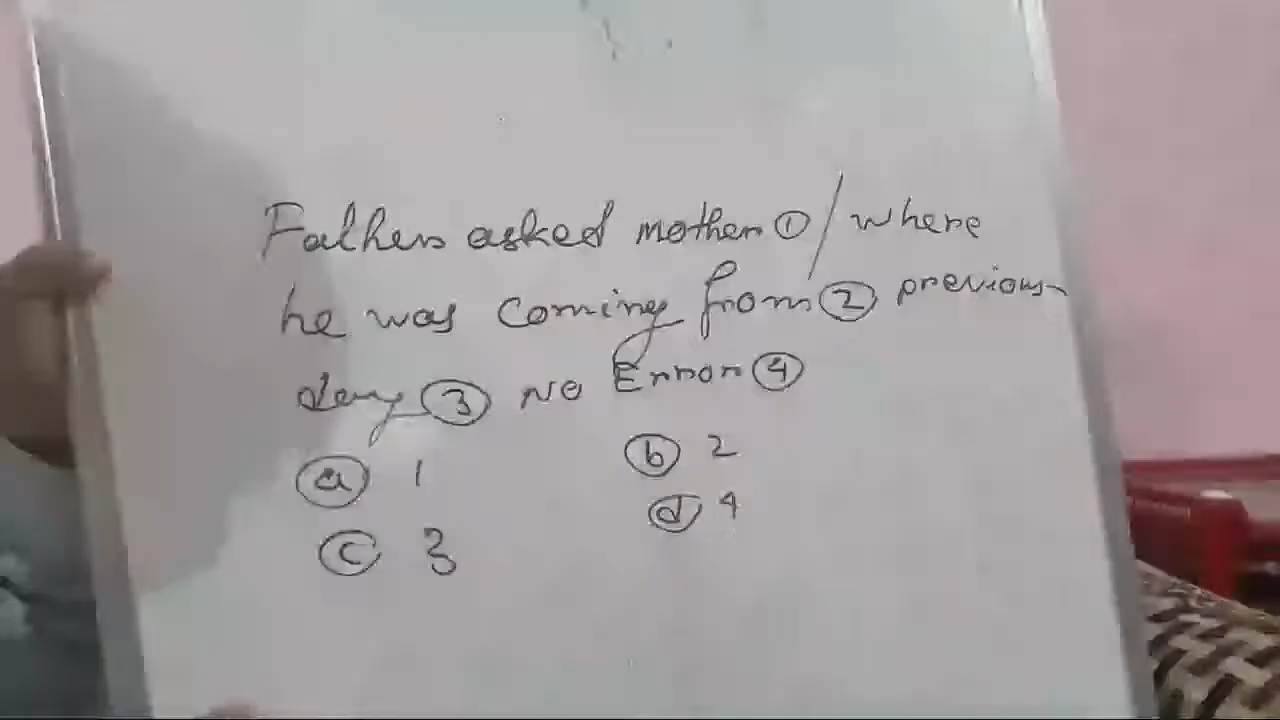 Father asked mother ① / where
he was coming from ② previous
day ③ No Error ④
ⓐ 1 ⓑ 2
ⓒ 3 ⓓ 4